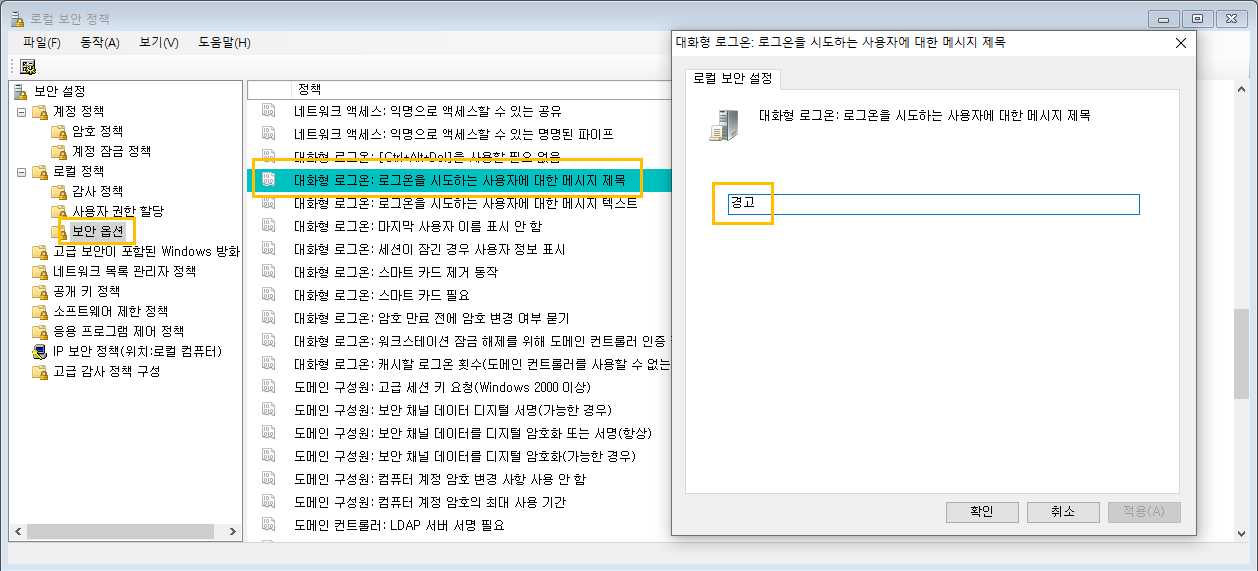 로컬 보안 정책
파일(F) 동작(A) 보기(V) 도움말(H)
보안 설정
계정 정책
암호 정책
계정 잠금 정책
로컬 정책
감사 정책
사용자 권한 할당
보안 옵션
고급 보안이 포함된 Windows 방화
네트워크 목록 관리자 정책
공개 키 정책
소프트웨어 제한 정책
응용 프로그램 제어 정책
IP 보안 정책(위치:로컬 컴퓨터)
고급 감사 정책 구성
정책
네트워크 액세스: 익명으로 액세스할 수 있는 공유
네트워크 액세스: 익명으로 액세스할 수 있는 명명된 파이프
대화형 로그온: [Ctrl+Alt+Del]을 사용할 필요 없음
대화형 로그온: 로그온을 시도하는 사용자에 대한 메시지 제목
대화형 로그온: 로그온을 시도하는 사용자에 대한 메시지 텍스트
대화형 로그온: 마지막 사용자 이름 표시 안 함
대화형 로그온: 세션이 잠긴 경우 사용자 정보 표시
대화형 로그온: 스마트 카드 제거 동작
대화형 로그온: 스마트 카드 필요
대화형 로그온: 암호 만료 전에 암호 변경 여부 묻기
대화형 로그온: 워크스테이션 잠금 해제를 위해 도메인 컨트롤러 인증
대화형 로그온: 캐시할 로그온 횟수(도메인 컨트롤러를 사용할 수 없는
도메인 구성원: 고급 세션 키 요청(Windows 2000 이상)
도메인 구성원: 보안 채널 데이터 디지털 서명(가능한 경우)
도메인 구성원: 보안 채널 데이터를 디지털 암호화 또는 서명(항상)
도메인 구성원: 보안 채널 데이터를 디지털 암호화(가능한 경우)
도메인 구성원: 컴퓨터 계정 암호 변경 사항 사용 안 함
도메인 구성원: 컴퓨터 계정 암호의 최대 사용 기간
도메인 컨트롤러: LDAP 서버 서명 필요
대화형 로그온: 로그온을 시도하는 사용자에 대한 메시지 제목
로컬 보안 설정
대화형 로그온: 로그온을 시도하는 사용자에 대한 메시지 제목
경고
확인 취소 적용(A)